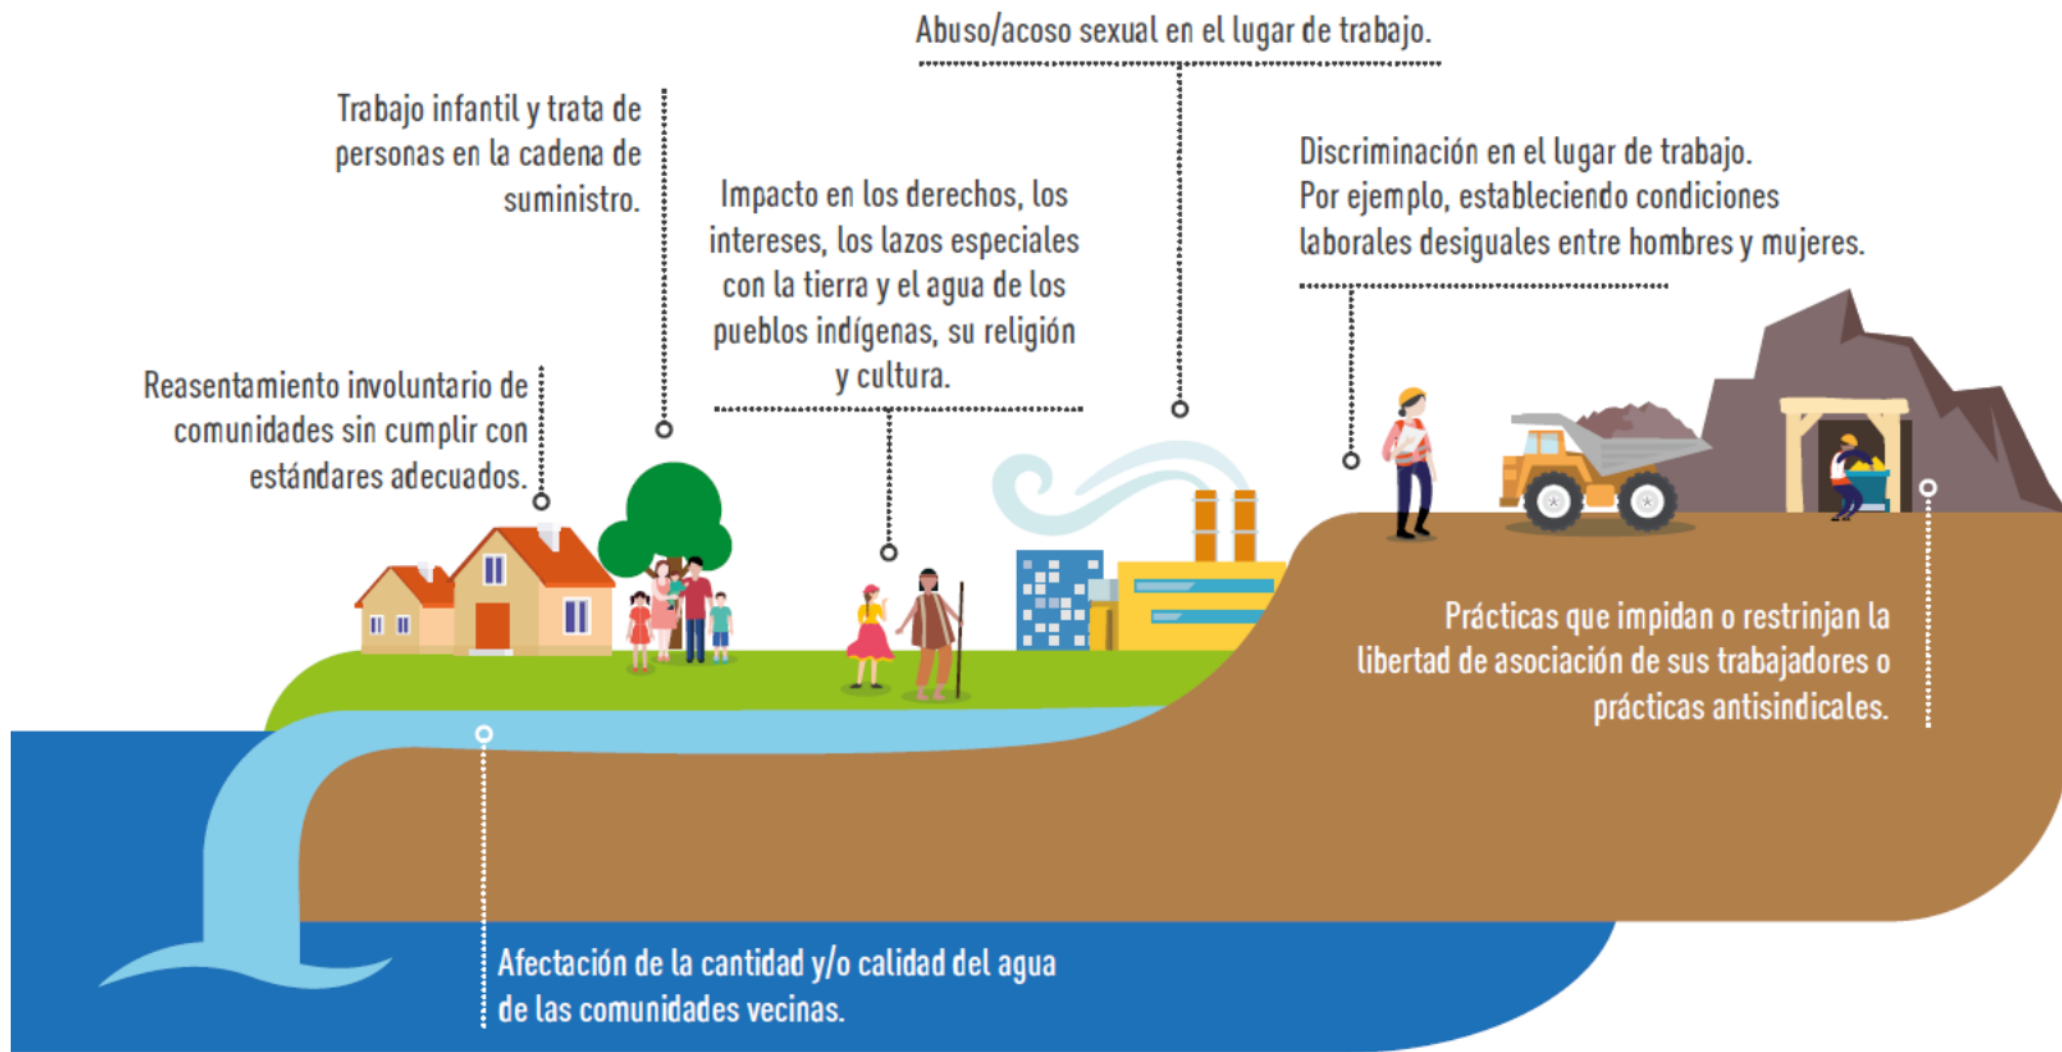 Abuso/acoso sexual en el lugar de trabajo.
Trabajo infantil y trata de
personas en la cadena de
suministro.
Impacto en los derechos, los
intereses, los lazos especiales
con la tierra y el agua de los
pueblos indígenas, su religión
y cultura.
Discriminación en el lugar de trabajo.
Por ejemplo, estableciendo condiciones
laborales desiguales entre hombres y mujeres.
Reasentamiento involuntario de
comunidades sin cumplir con
estándares adecuados.
Prácticas que impidan o restrinjan la
libertad de asociación de sus trabajadores o
prácticas antisindicales.
Afectación de la cantidad y/o calidad del agua
de las comunidades vecinas.